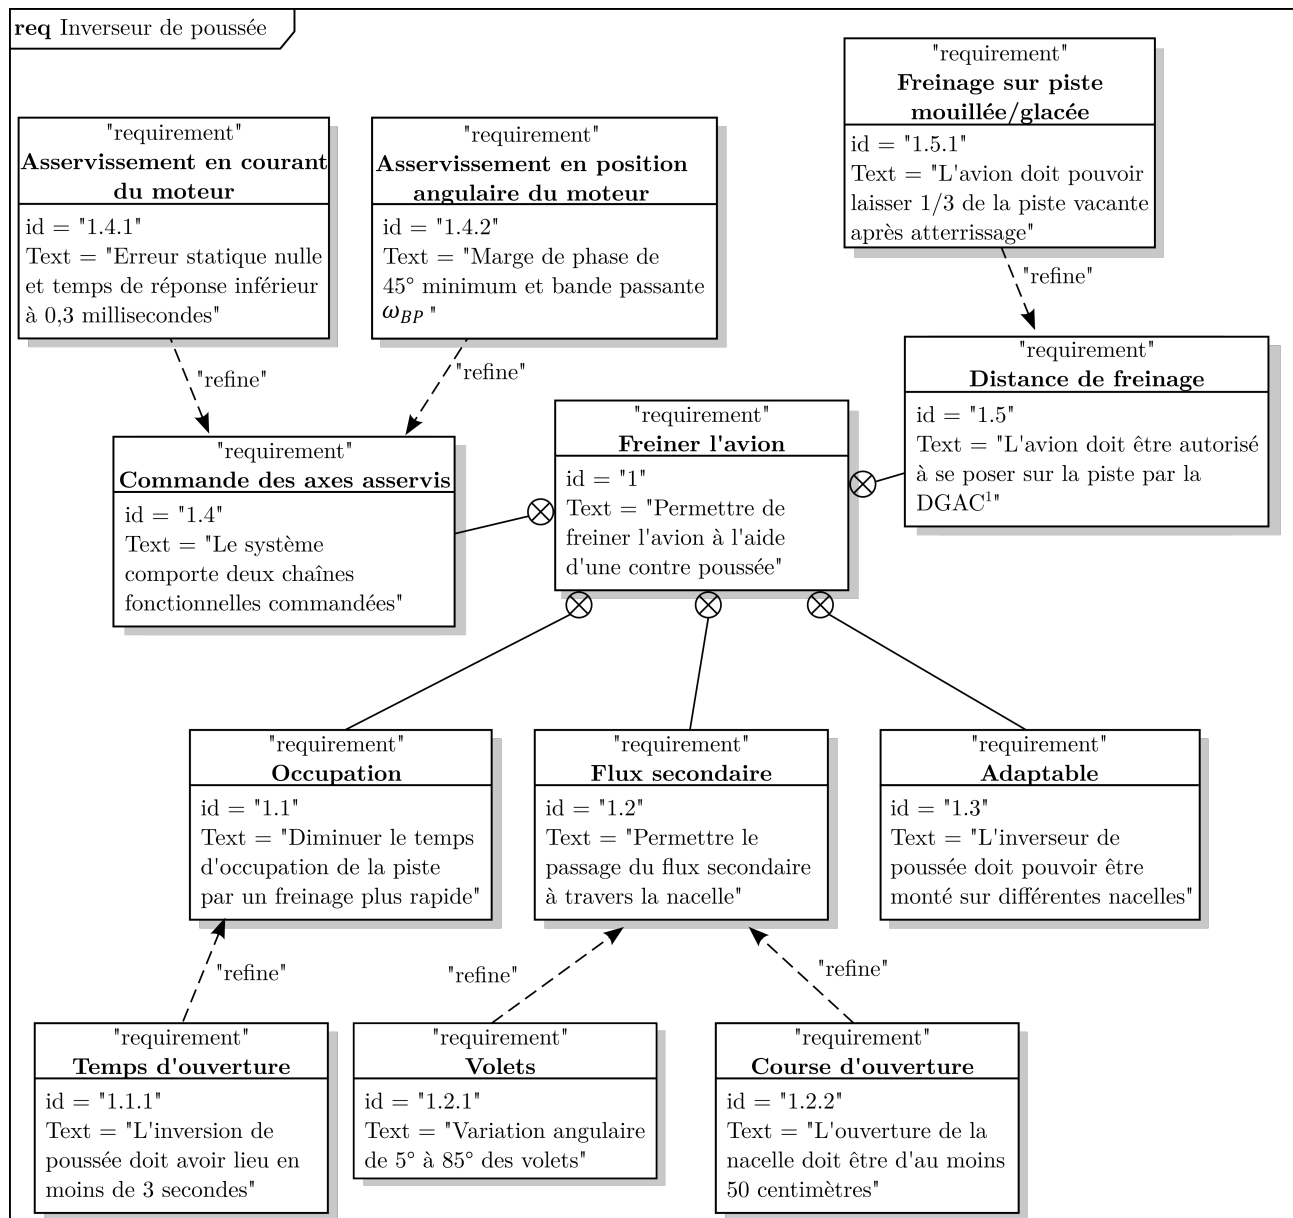 req Inverseur de poussée
"requirement"
Freinage sur piste
mouillée/glacée
id = "1.5.1"
Text = "L'avion doit pouvoir
laisser 1/3 de la piste vacante
après atterrissage"
"requirement"
Asservissement en courant
du moteur
id = "1.4.1"
Text = "Erreur statique nulle
et temps de réponse inférieur
à 0,3 millisecondes"
"requirement"
Asservissement en position
angulaire du moteur
id = "1.4.2"
Text = "Marge de phase de
45° minimum et bande passante
ω_BP "
"refine"
"refine"
"refine"
"requirement"
Distance de freinage
id = "1.5"
Text = "L'avion doit être autorisé
à se poser sur la piste par la
DGAC¹"
"requirement"
Commande des axes asservis
id = "1.4"
Text = "Le système
comporte deux chaînes
fonctionnelles commandées"
"requirement"
Freiner l'avion
id = "1"
Text = "Permettre de
freiner l'avion à l'aide
d'une contre poussée"
"requirement"
Occupation
id = "1.1"
Text = "Diminuer le temps
d'occupation de la piste
par un freinage plus rapide"
"requirement"
Flux secondaire
id = "1.2"
Text = "Permettre le
passage du flux secondaire
à travers la nacelle"
"requirement"
Adaptable
id = "1.3"
Text = "L'inverseur de
poussée doit pouvoir être
monté sur différentes nacelles"
"refine"
"refine"
"refine"
"requirement"
Temps d'ouverture
id = "1.1.1"
Text = "L'inversion de
poussée doit avoir lieu en
moins de 3 secondes"
"requirement"
Volets
id = "1.2.1"
Text = "Variation angulaire
de 5° à 85° des volets"
"requirement"
Course d'ouverture
id = "1.2.2"
Text = "L'ouverture de la
nacelle doit être d'au moins
50 centimètres"